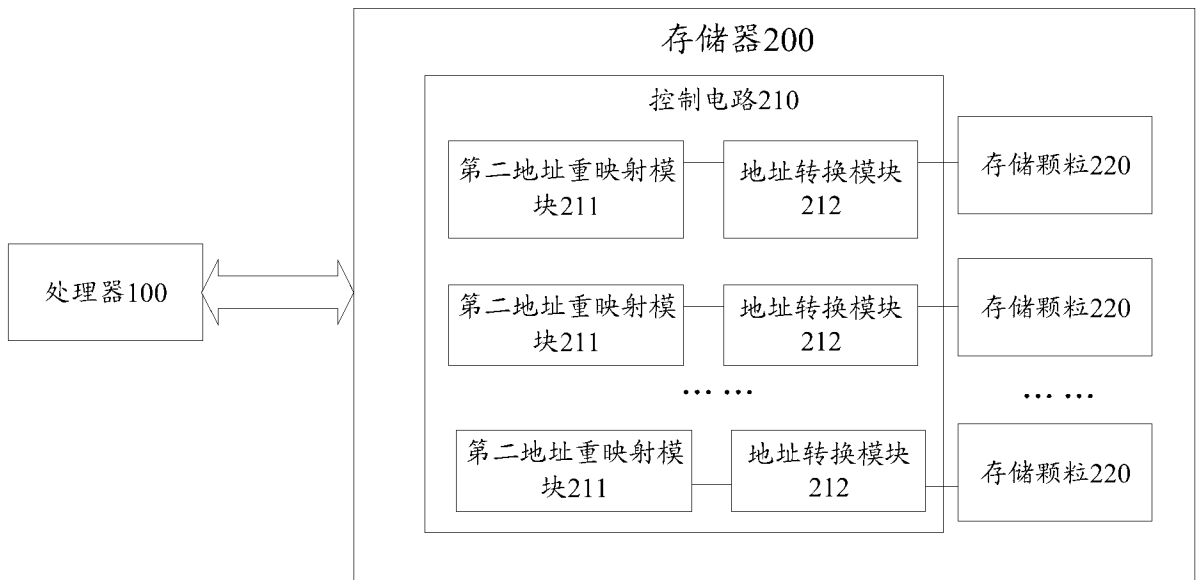 存储器200
控制电路210
第二地址重映射模
块211
地址转换模块
212
存储颗粒220
处理器100
第二地址重映射模
块211
地址转换模块
212
存储颗粒220
… …
… …
第二地址重映射模
块211
地址转换模块
212
存储颗粒220